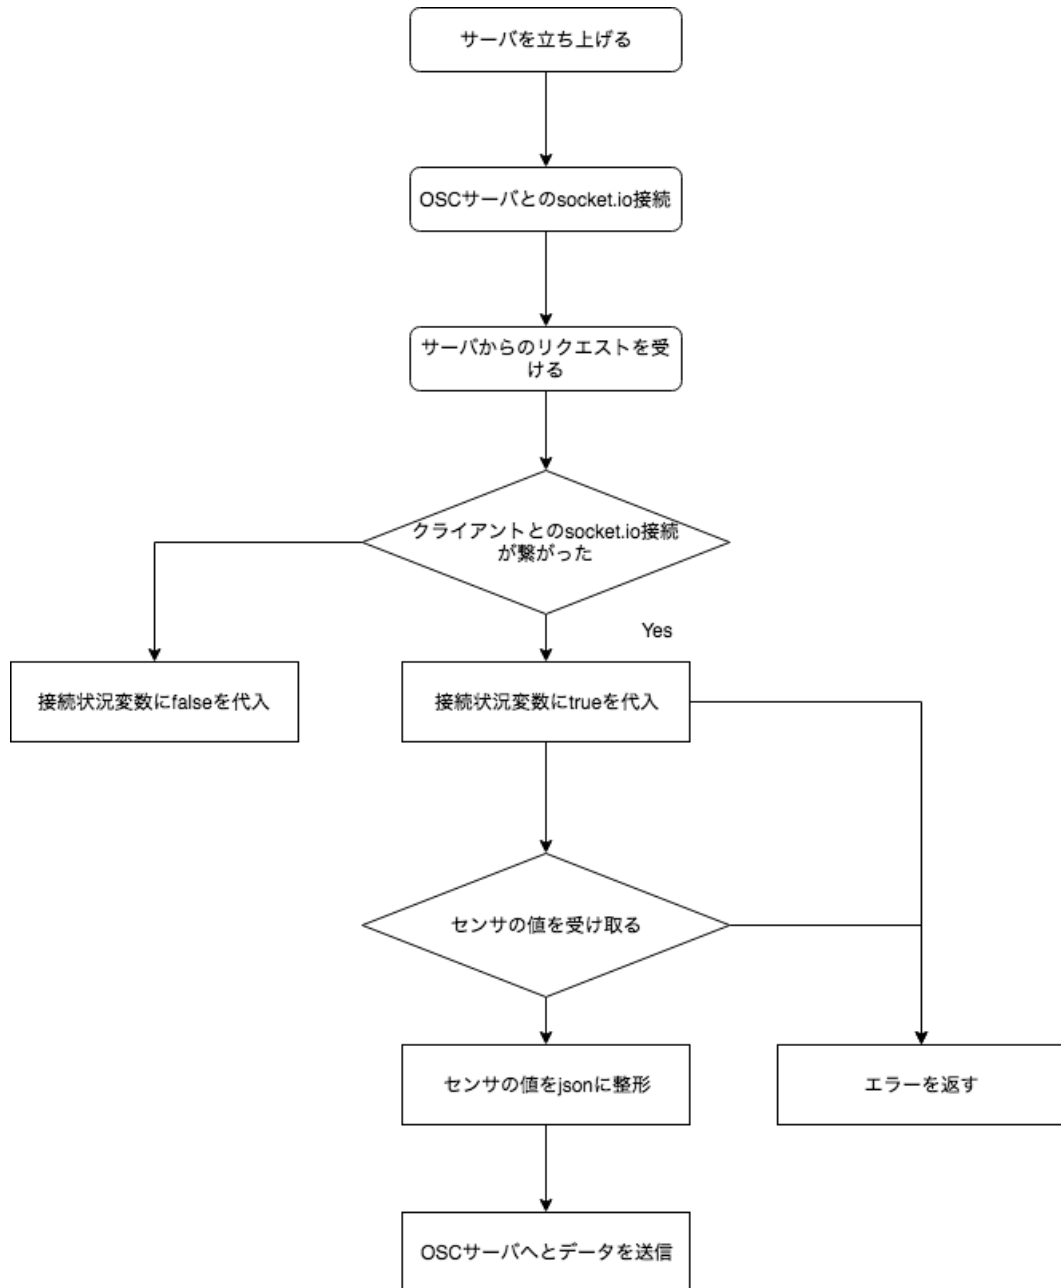 サーバを立ち上げる
OSCサーバとのsocket.io接続
サーバからのリクエストを受
ける
クライアントとのsocket.io接続
が繋がった
Yes
接続状況変数にfalseを代入
接続状況変数にtrueを代入
センサの値を受け取る
センサの値をjsonに整形
エラーを返す
OSCサーバへとデータを送信